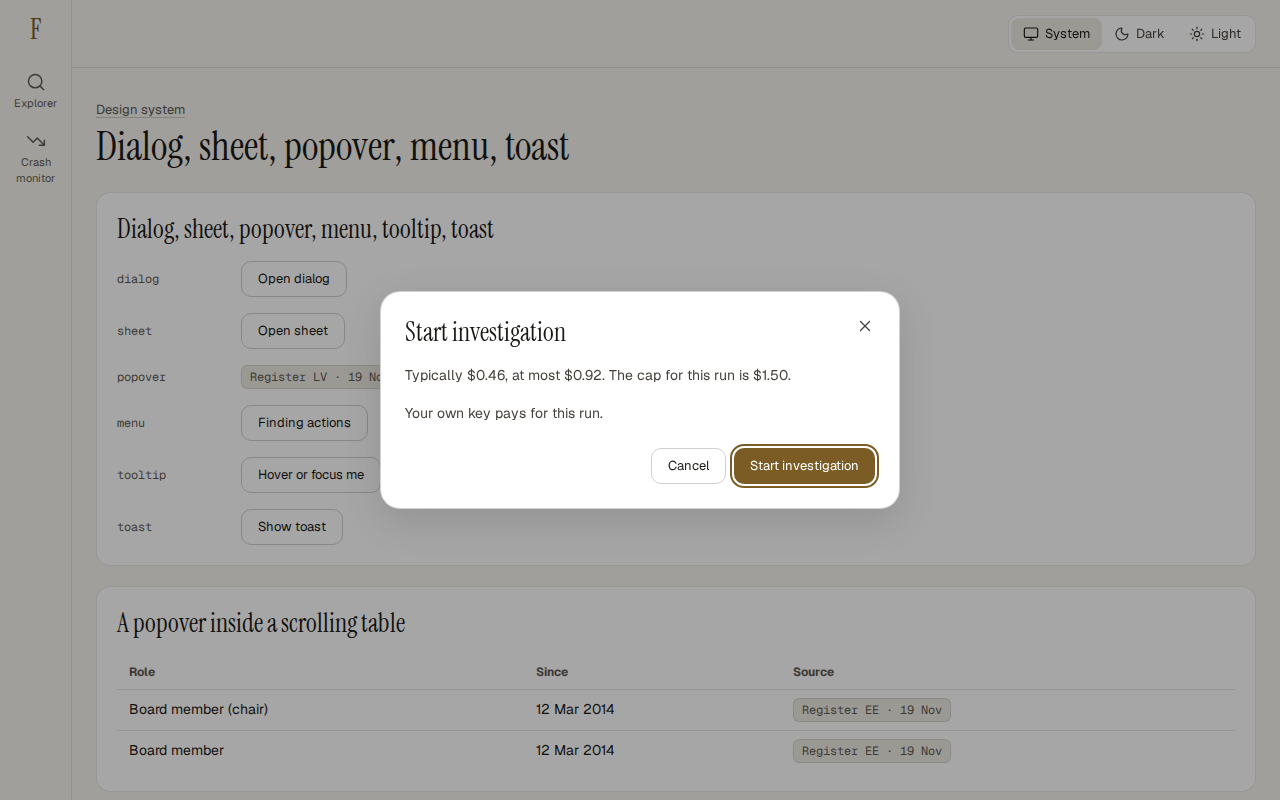 F
System
Dark
Light
Explorer
Crash
monitor
Design system
Dialog, sheet, popover, menu, toast
Dialog, sheet, popover, menu, tooltip, toast
dialog
Open dialog
sheet
Open sheet
popover
Register LV · 19
menu
Finding actions
tooltip
Hover or focus me
toast
Show toast
Start investigation
Typically $0.46, at most $0.92. The cap for this run is $1.50.
Your own key pays for this run.
Cancel
Start investigation
A popover inside a scrolling table
Role Since Source
Board member (chair) 12 Mar 2014 Register EE · 19 Nov
Board member 12 Mar 2014 Register EE · 19 Nov